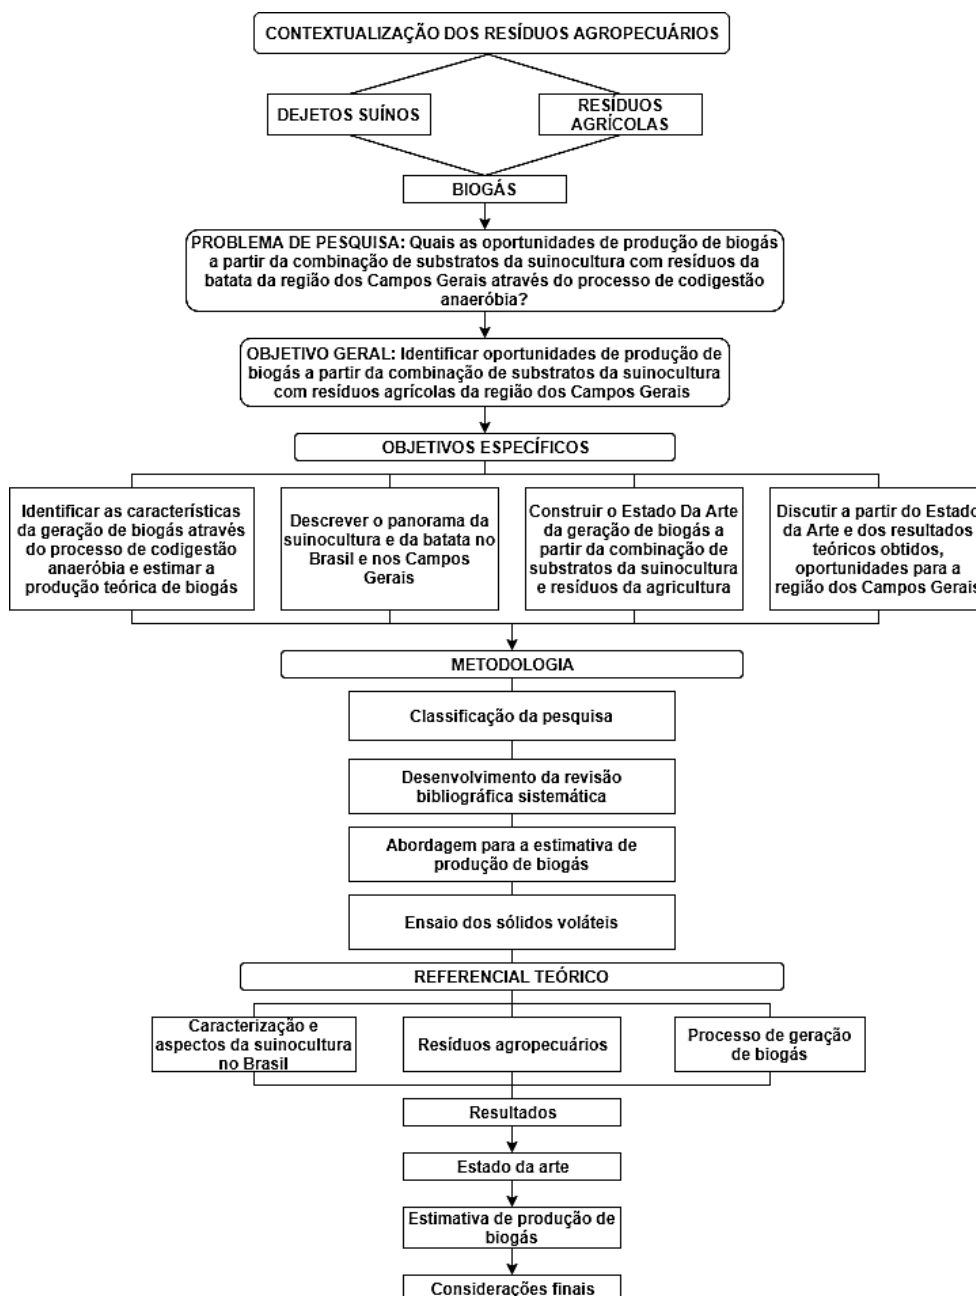 CONTEXTUALIZAÇÃO DOS RESÍDUOS AGROPECUÁRIOS
DEJETOS SUÍNOS
RESÍDUOS
AGRÍCOLAS
BIOGÁS
PROBLEMA DE PESQUISA: Quais as oportunidades de produção de biogás
a partir da combinação de substratos da suinocultura com resíduos da
batata da região dos Campos Gerais através do processo de codigestão
anaeróbia?
OBJETIVO GERAL: Identificar oportunidades de produção de
biogás a partir da combinação de substratos da suinocultura
com resíduos agrícolas da região dos Campos Gerais
OBJETIVOS ESPECÍFICOS
Identificar as características
da geração de biogás através
do processo de codigestão
anaeróbia e estimar a
produção teórica de biogás
Descrever o panorama da
suinocultura e da batata no
Brasil e nos Campos
Gerais
Construir o Estado Da Arte
da geração de biogás a
partir da combinação de
substratos da suinocultura
e resíduos da agricultura
Discutir a partir do Estado
da Arte e dos resultados
teóricos obtidos,
oportunidades para a
região dos Campos Gerais
METODOLOGIA
Classificação da pesquisa
Desenvolvimento da revisão
bibliográfica sistemática
Abordagem para a estimativa de
produção de biogás
Ensaio dos sólidos voláteis
REFERENCIAL TEÓRICO
Caracterização e
aspectos da suinocultura
no Brasil
Resíduos agropecuários
Processo de geração
de biogás
Resultados
Estado da arte
Estimativa de produção de
biogás
Considerações finais